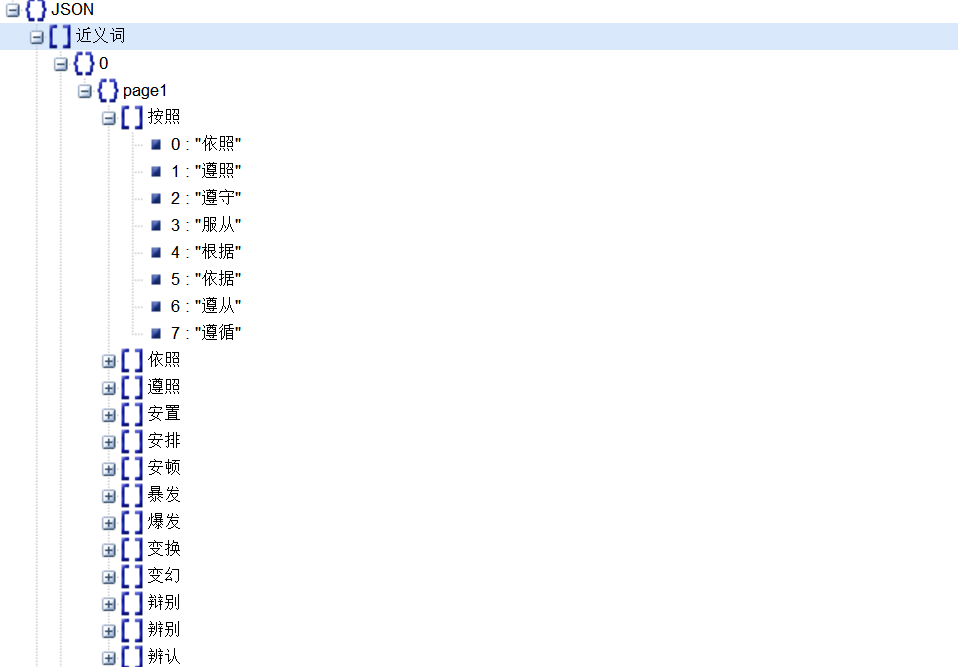 JSON
近义词
0
page1
按照
0 : "依照"
1 : "遵照"
2 : "遵守"
3 : "服从"
4 : "根据"
5 : "依据"
6 : "遵从"
7 : "遵循"
依照
遵照
安置
安排
安顿
暴发
爆发
变换
变幻
辩别
辨别
辨认